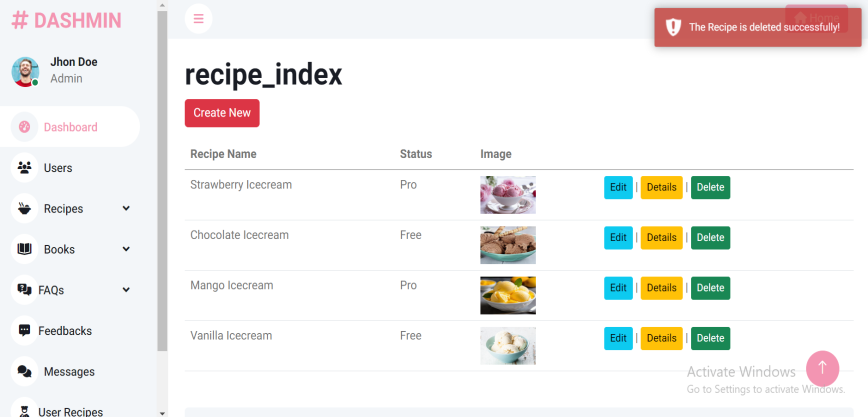 # DASHMIN
Jhon Doe
Admin
Dashboard
Users
Recipes
Books
FAQs
Feedbacks
Messages
User Recipes
Home
The Recipe is deleted successfully!
recipe_index
Create New
Recipe Name Status Image
Strawberry Icecream Pro Edit | Details | Delete
Chocolate Icecream Free Edit | Details | Delete
Mango Icecream Pro Edit | Details | Delete
Vanilla Icecream Free Edit | Details | Delete
Activate Windows
Go to Settings to activate Windows.